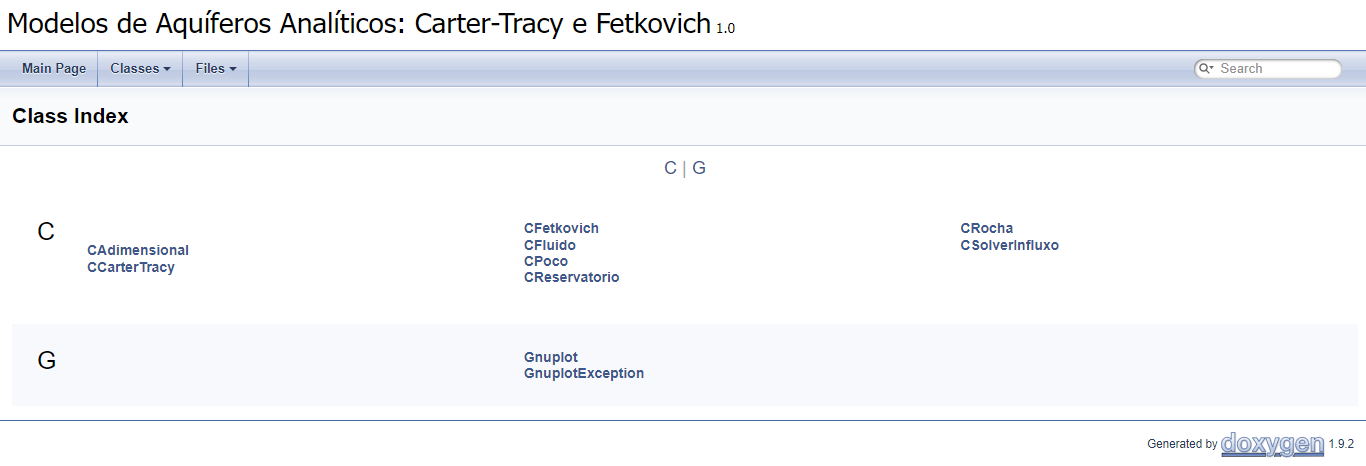 Modelos de Aquíferos Analíticos: Carter-Tracy e Fetkovich 1.0
Main Page Classes Files Search
Class Index
C | G
C
CAdimensional
CCarterTracy
CFetkovich
CFluido
CPoco
CReservatorio
CRocha
CSolverInfluxo
G
Gnuplot
GnuplotException
Generated by doxygen 1.9.2